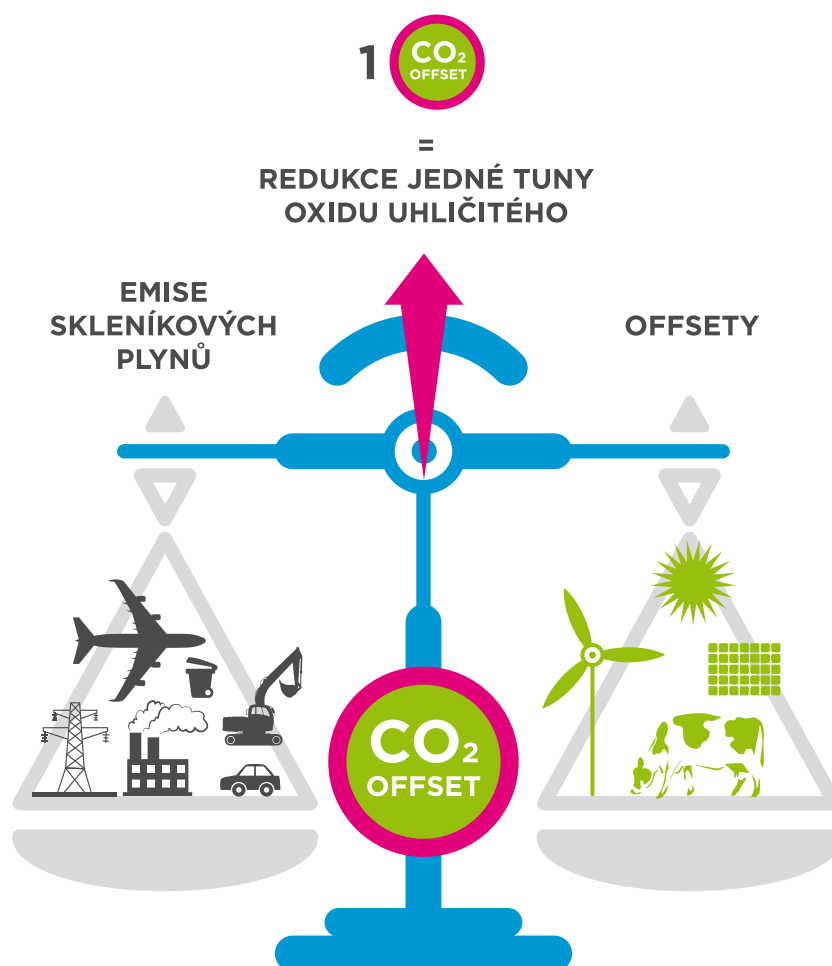 1 CO₂
OFFSET
=
REDUKCE JEDNÉ TUNY
OXIDU UHLIČITÉHO
EMISE
SKLENÍKOVÝCH
PLYNŮ
OFFSETY
CO₂
OFFSET